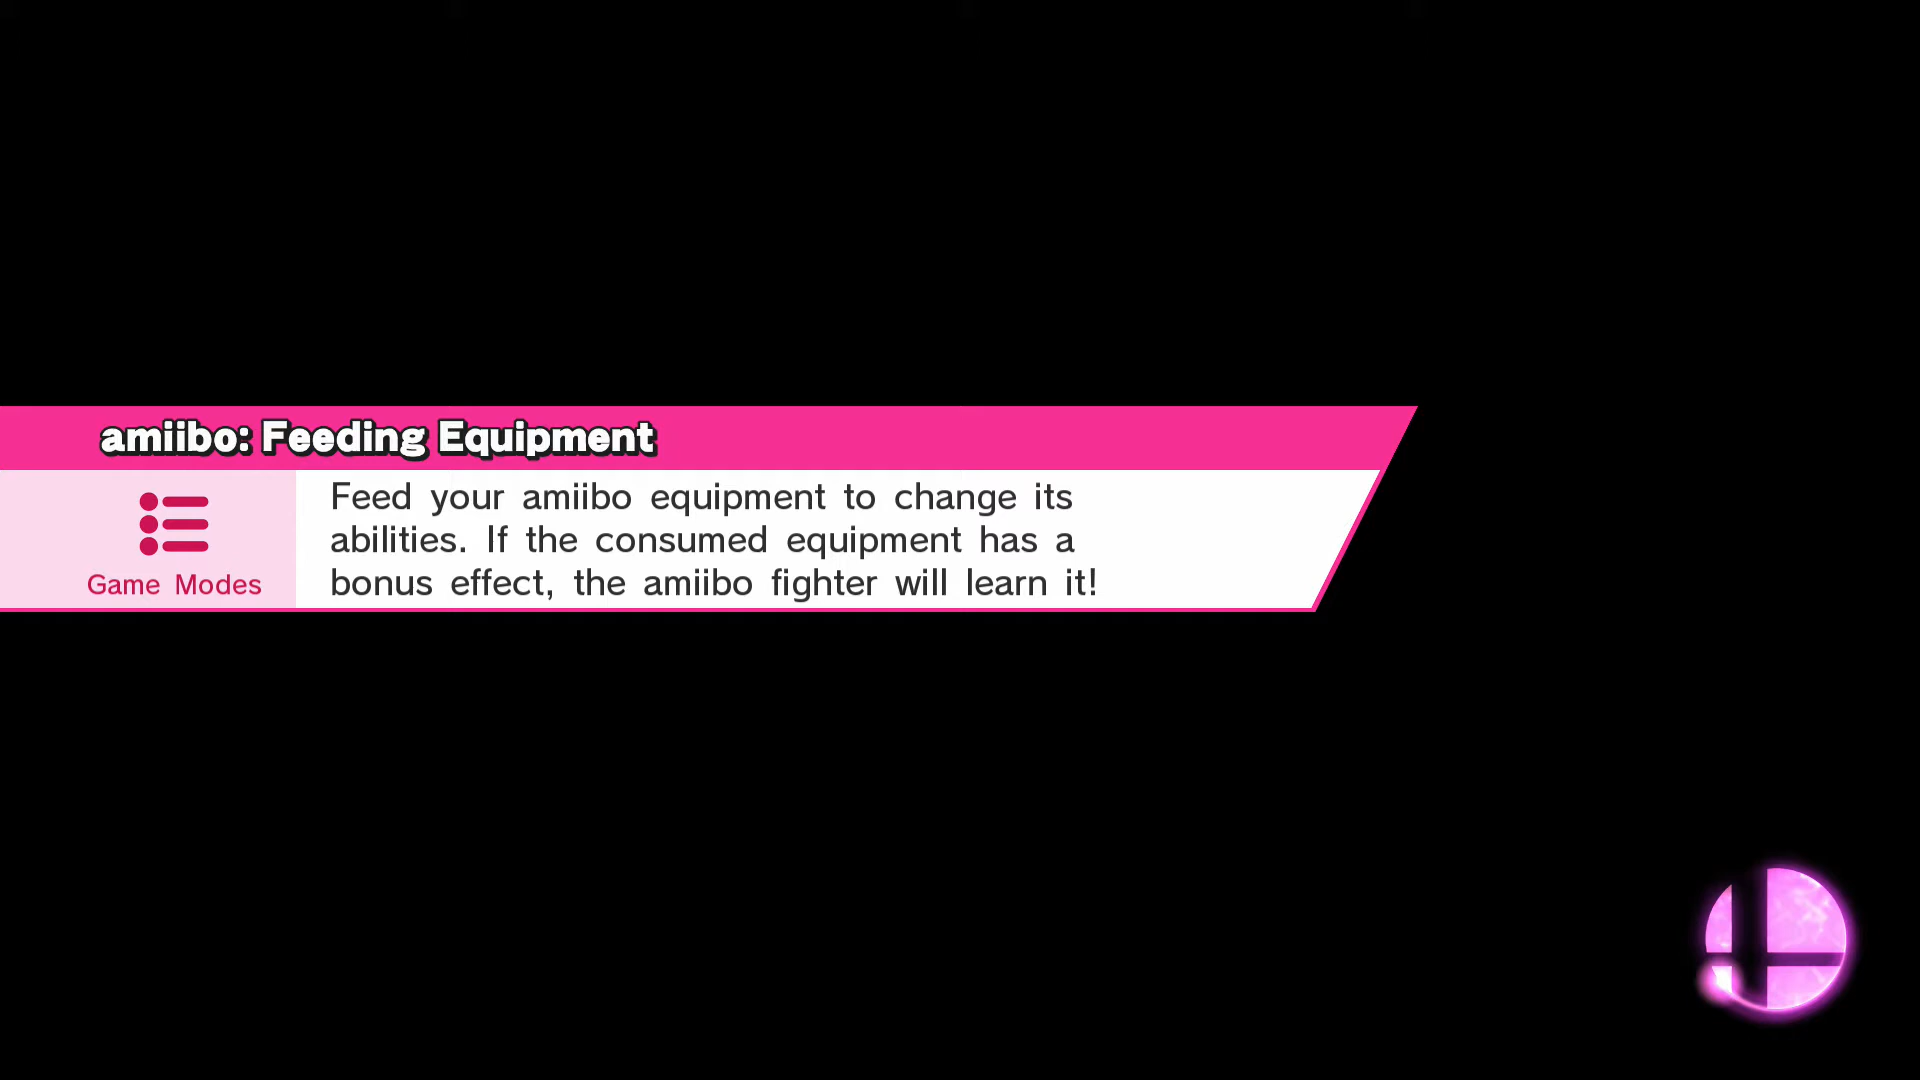 amiibo: Feeding Equipment
Feed your amiibo equipment to change its
abilities. If the consumed equipment has a
bonus effect, the amiibo fighter will learn it!
Game Modes